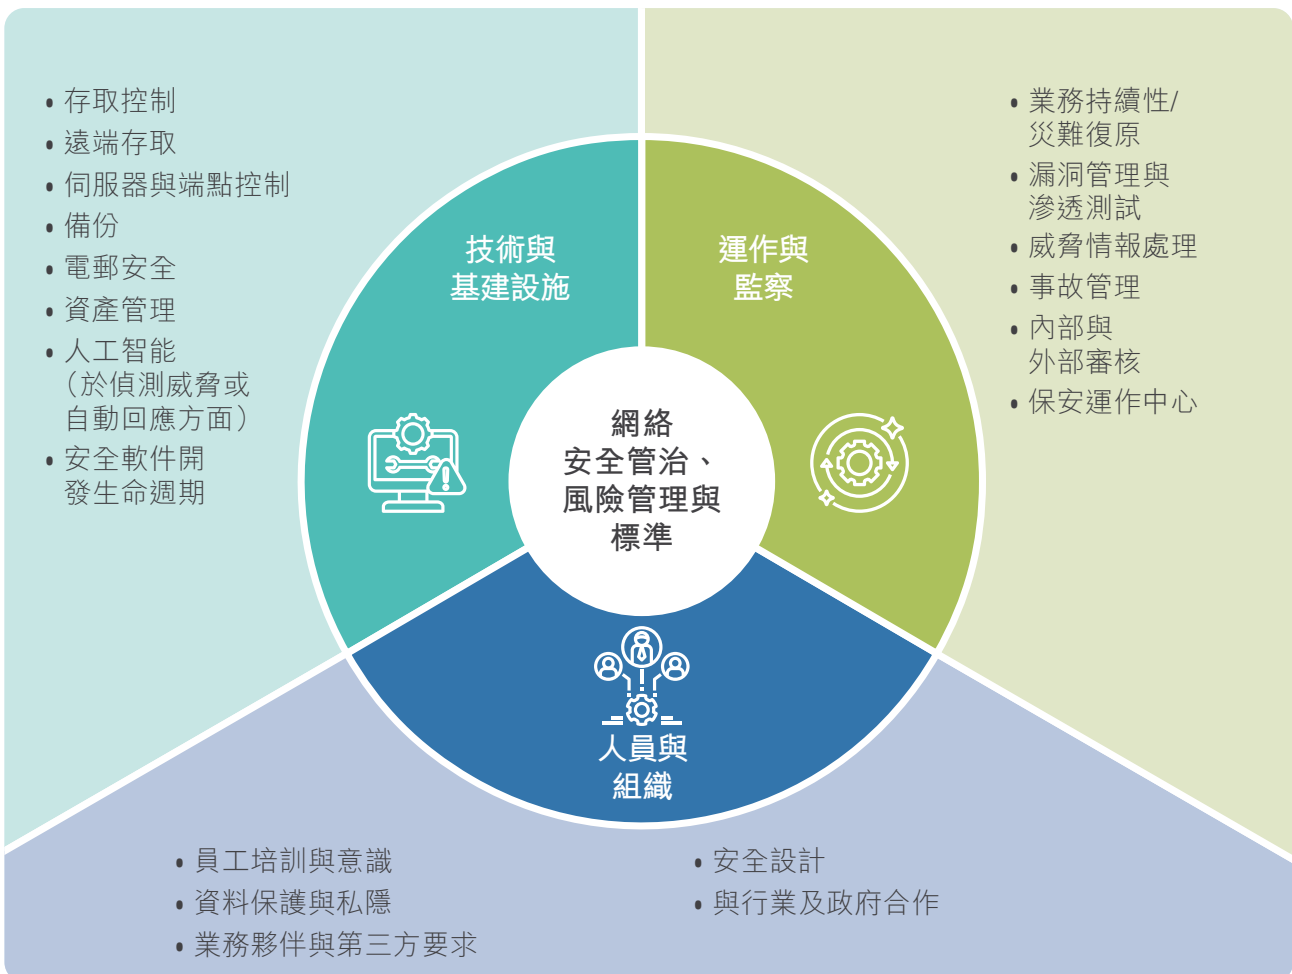 • 存取控制
• 遠端存取
• 伺服器與端點控制
• 備份
• 電郵安全
• 資產管理
• 人工智能
（於偵測威脅或
自動回應方面）
• 安全軟件開
發生命週期
技術與
基建設施
運作與
監察
• 業務持續性/
災難復原
• 漏洞管理與
滲透測試
• 威脅情報處理
• 事故管理
• 內部與
外部審核
• 保安運作中心
網絡
安全管治、
風險管理與
標準
人員與
組織
• 員工培訓與意識
• 資料保護與私隱
• 業務夥伴與第三方要求
• 安全設計
• 與行業及政府合作